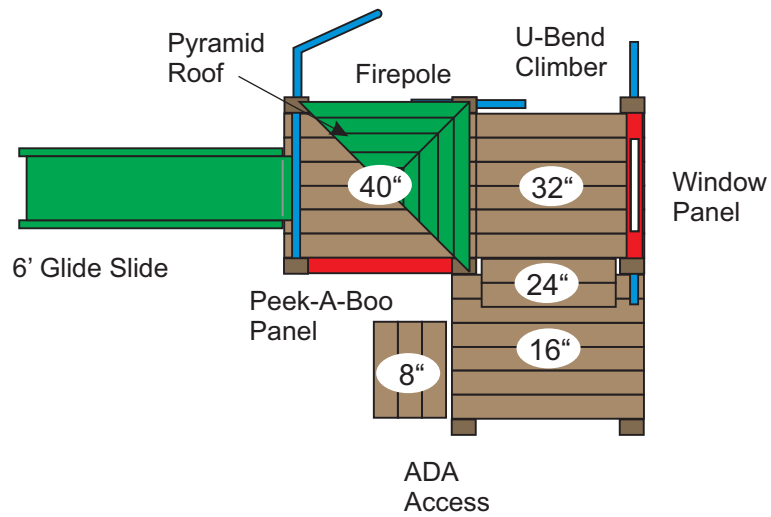 Pyramid
Roof
Firepole
U-Bend
Climber
40“
32“
Window
Panel
6’ Glide Slide
24“
Peek-A-Boo
Panel
16“
8“
ADA
Access